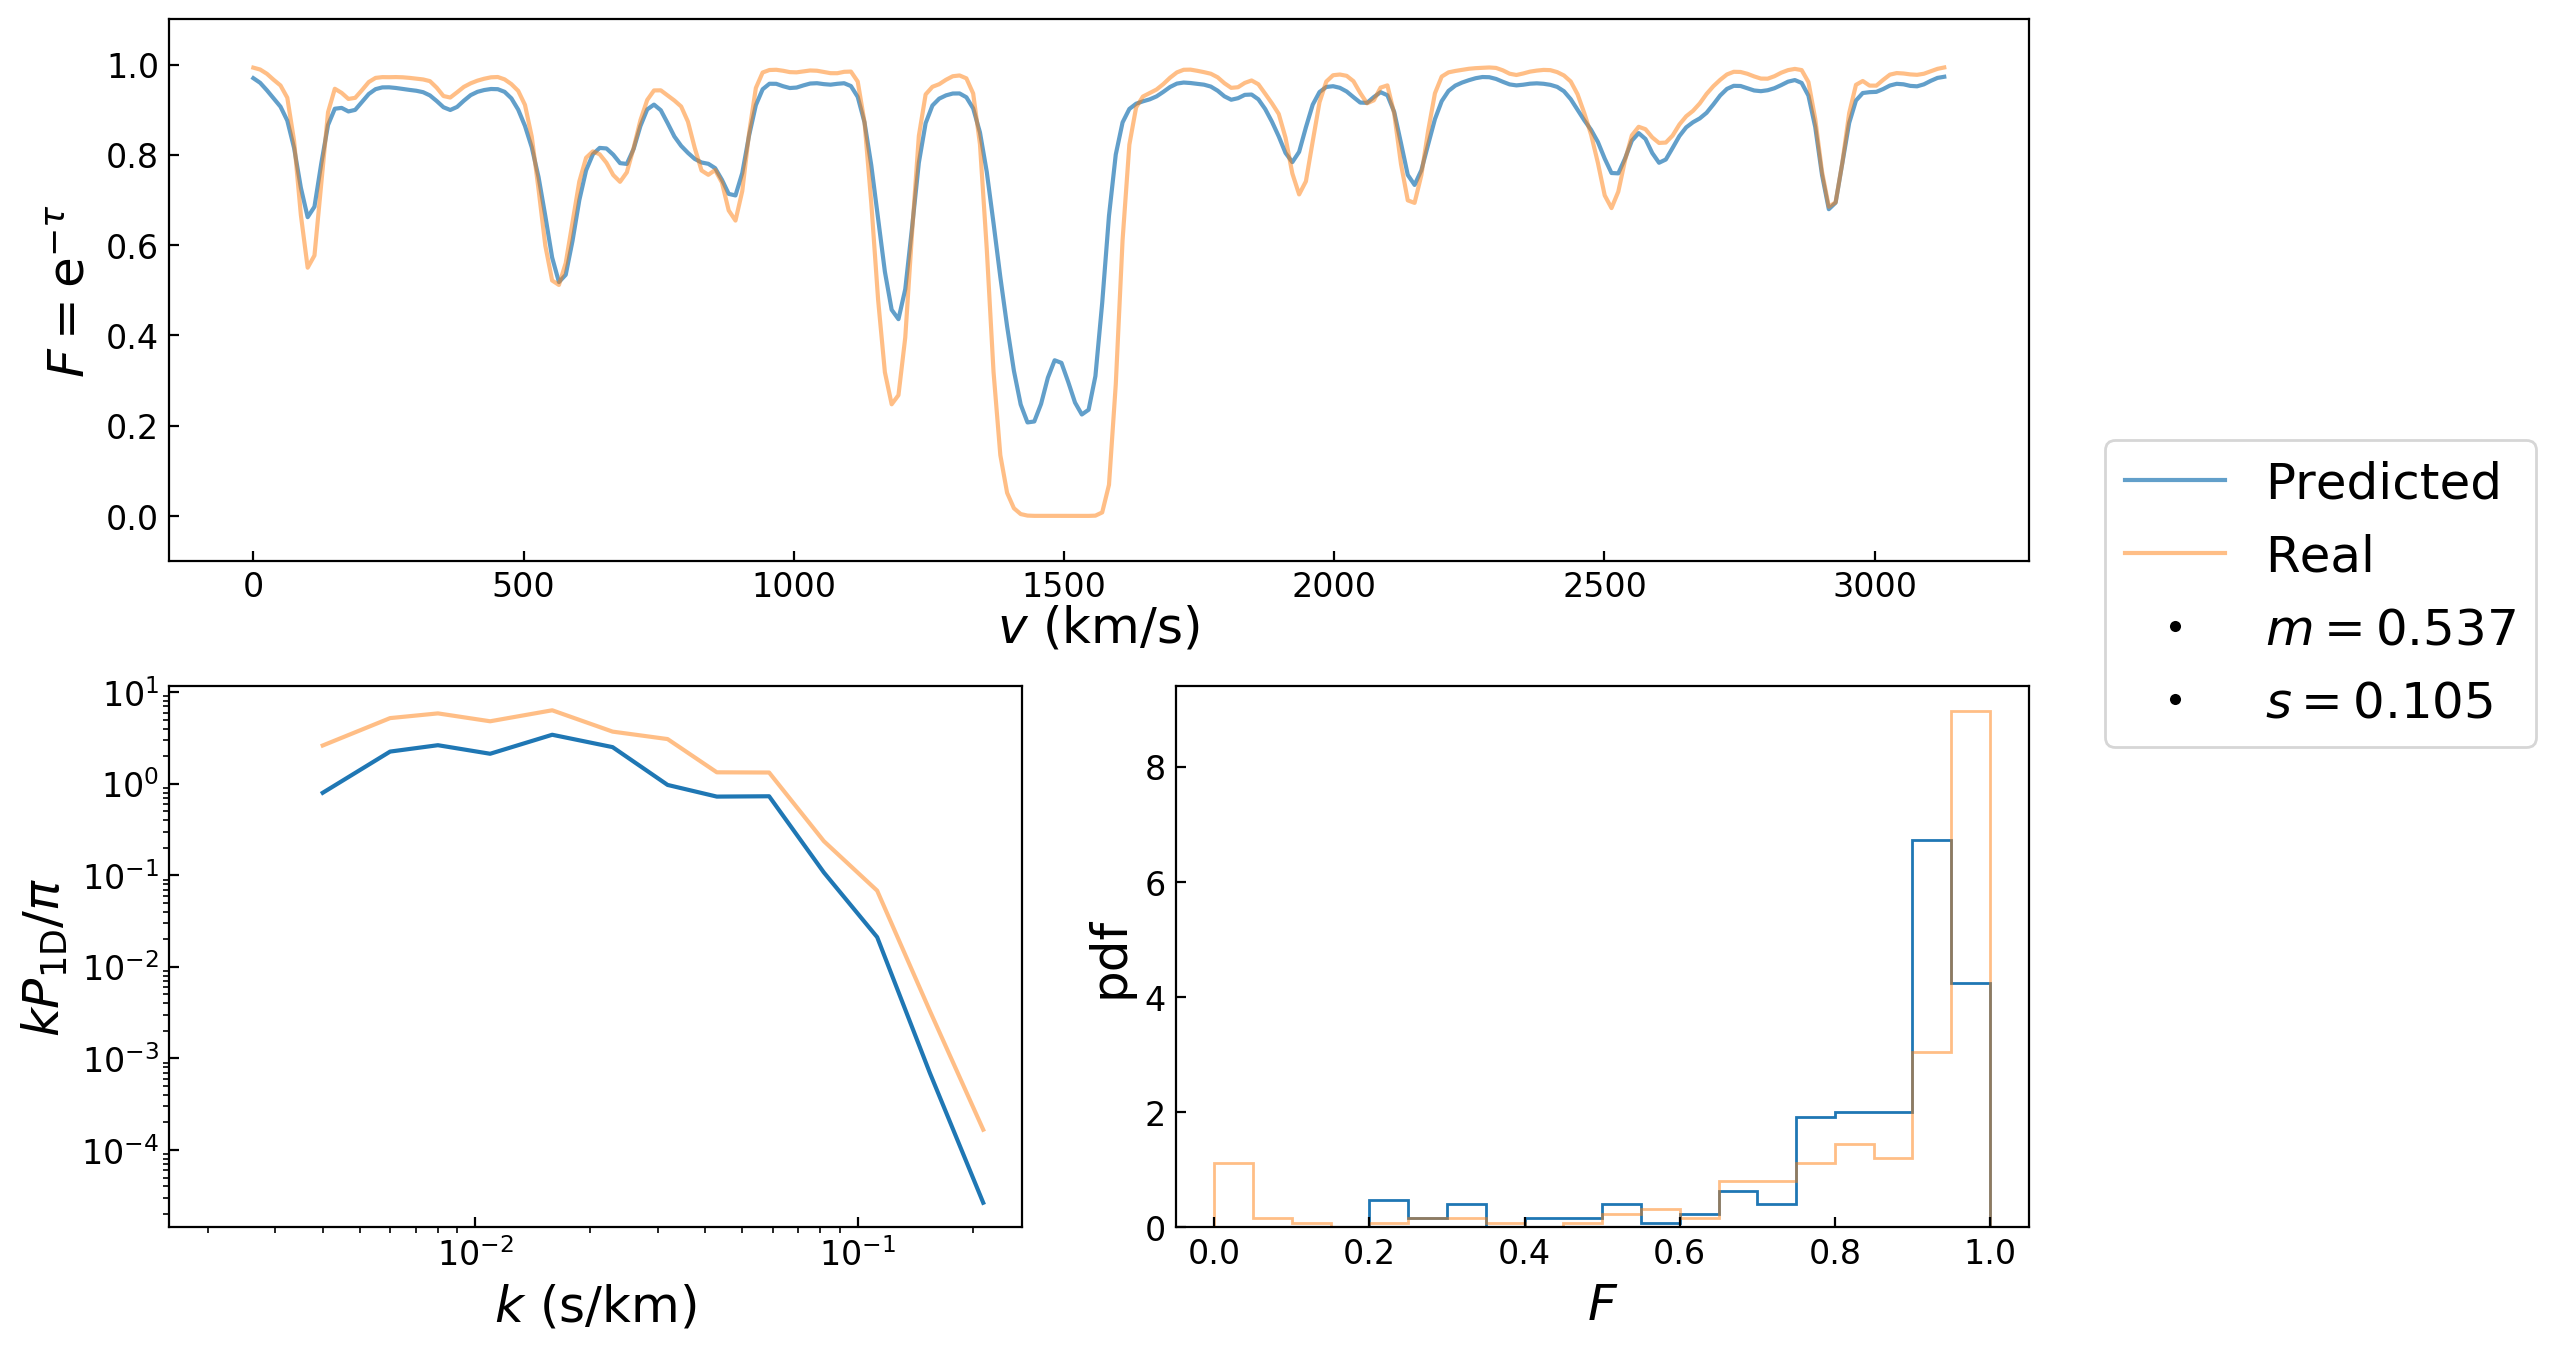 1.0
0.8
0.6
0.4
0.2
0.0
F = e^{−τ}
0 500 1000 1500 2000 2500 3000
v (km/s)
Predicted
Real
m = 0.537
s = 0.105
10^1
10^0
10^{−1}
10^{−2}
10^{−3}
10^{−4}
kP_{1D}/π
10^{−2} 10^{−1}
k (s/km)
8
6
4
2
0
pdf
0.0 0.2 0.4 0.6 0.8 1.0
F